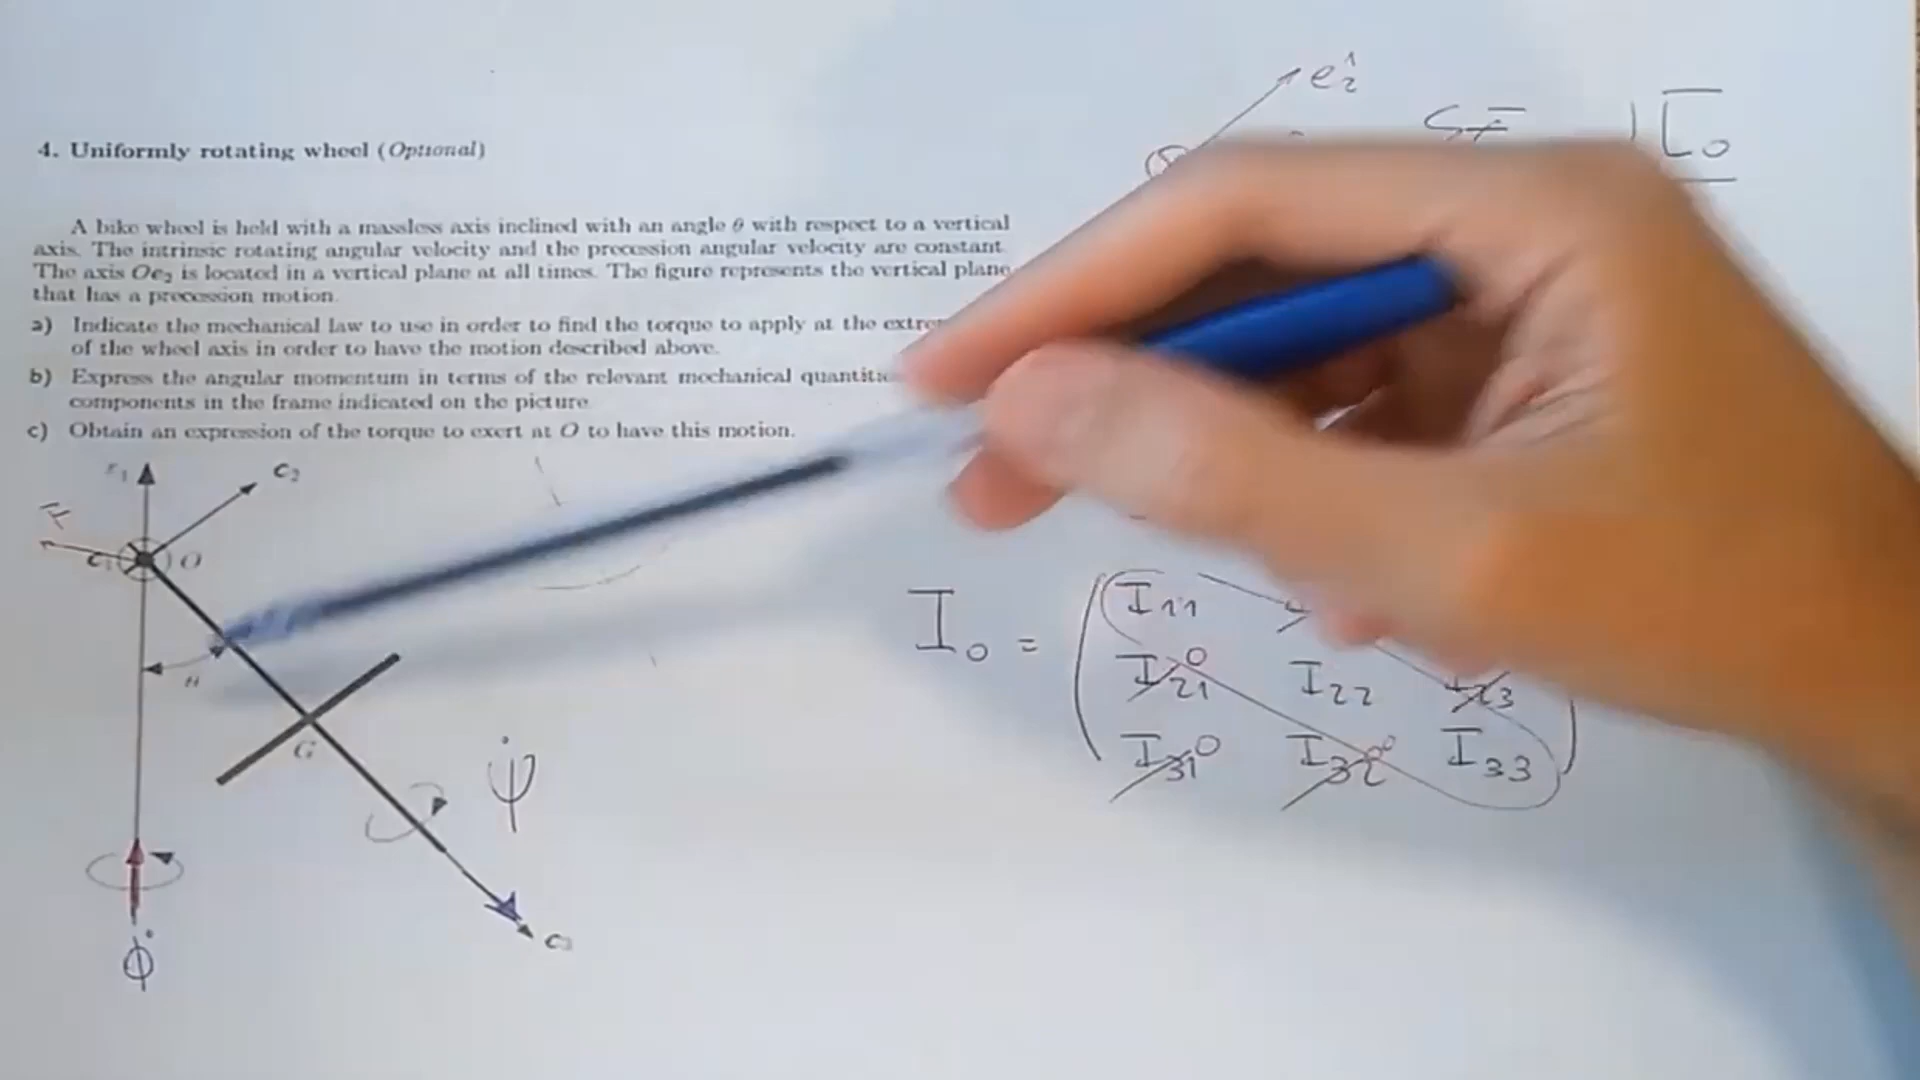 4. Uniformly rotating wheel (Optional)
A bike wheel is held with a massless axis inclined with an angle θ with respect to a vertical
axis. The intrinsic rotating angular velocity and the precession angular velocity are constant.
The axis Oe₂ is located in a vertical plane at all times. The figure represents the vertical plane
that has a precession motion.
a) Indicate the mechanical law to use in order to find the torque to apply at the
of the wheel axis in order to have the motion described above.
b) Express the angular momentum in terms of the relevant mechanical
components in the frame indicated on the picture.
c) Obtain an expression of the torque to exert at O to have this motion.
e₂
O
θ
G
ψ̇
e₃
ϕ̇
ê₂
I₀ =
I₁₁
I₂₁ 0 I₂₂ I₂₃
I₃₁ 0 I₃₂ 0 I₃₃